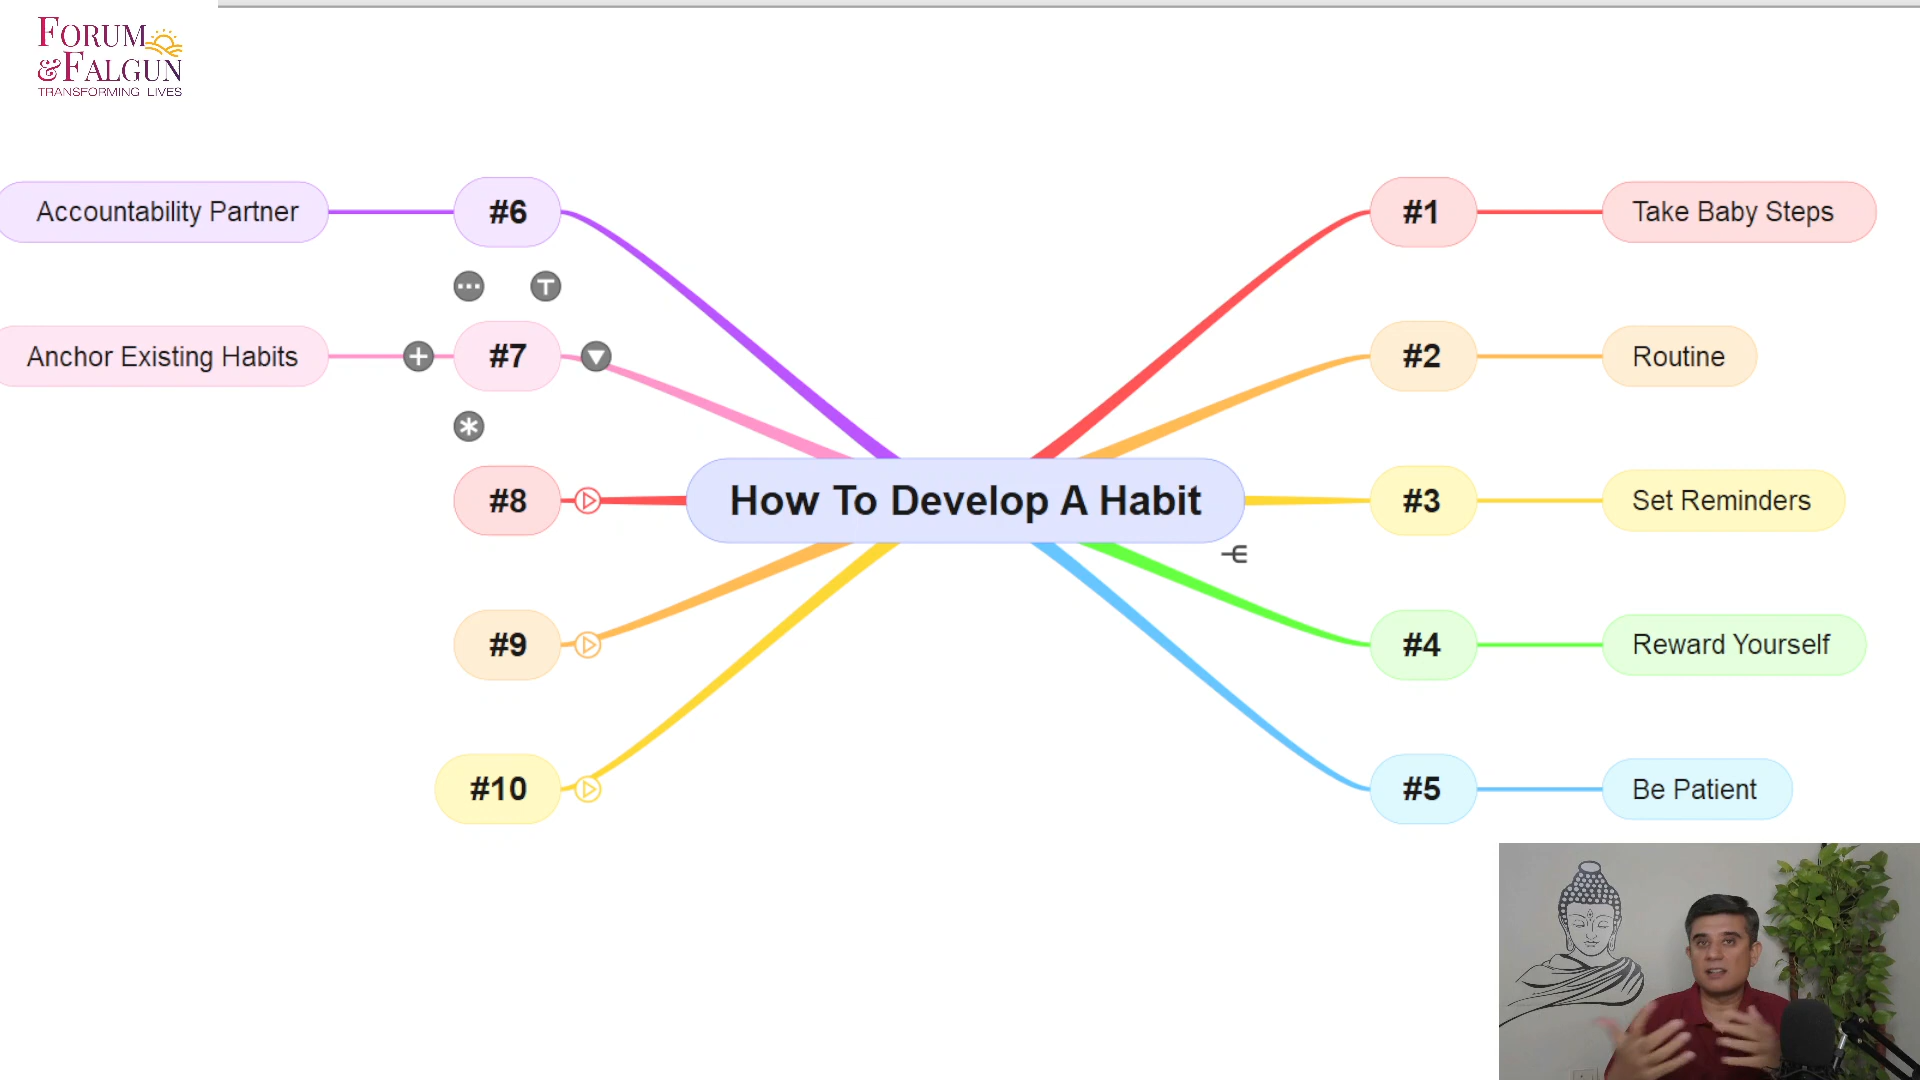 FORUM
&FALGUN
TRANSFORMING LIVES
How To Develop A Habit
#1
Take Baby Steps
#2
Routine
#3
Set Reminders
#4
Reward Yourself
#5
Be Patient
#6
Accountability Partner
#7
Anchor Existing Habits
#8
#9
#10